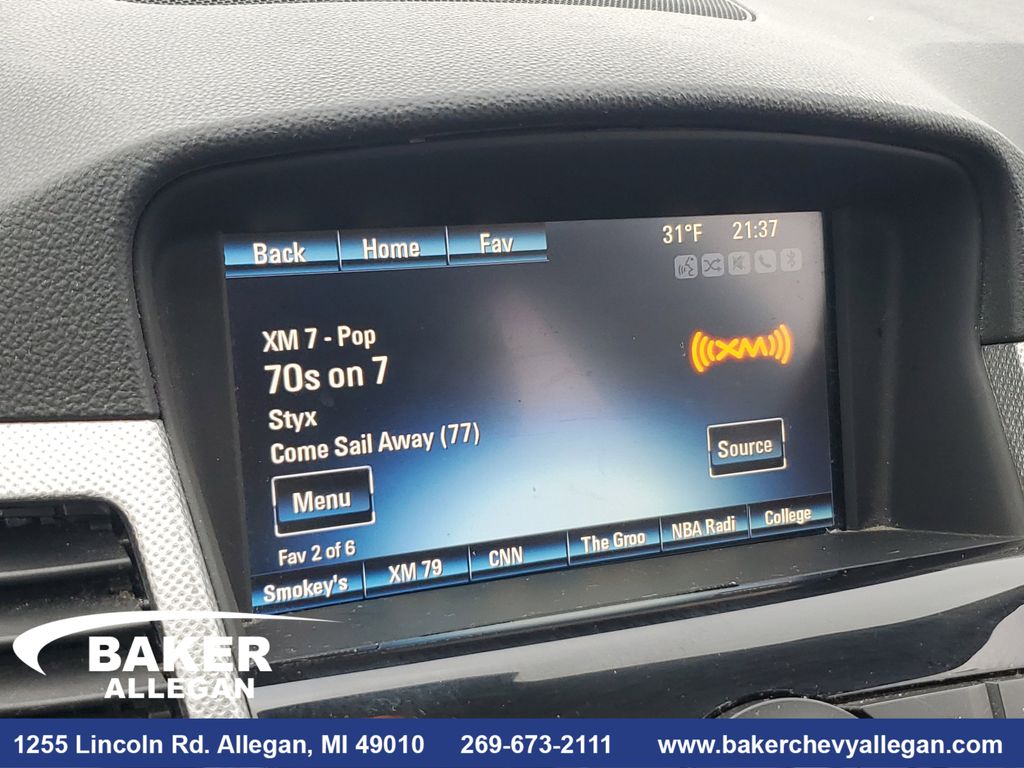 Back Home Fav 31°F 21:37
XM 7 - Pop
70s on 7
Styx
Come Sail Away (77)
XM
Menu
Source
Fav 2 of 6
Smokey's XM 79 CNN The Groo NBA Radi College
BAKER
ALLEGAN
1255 Lincoln Rd. Allegan, MI 49010 269-673-2111 www.bakerchevyallegan.com